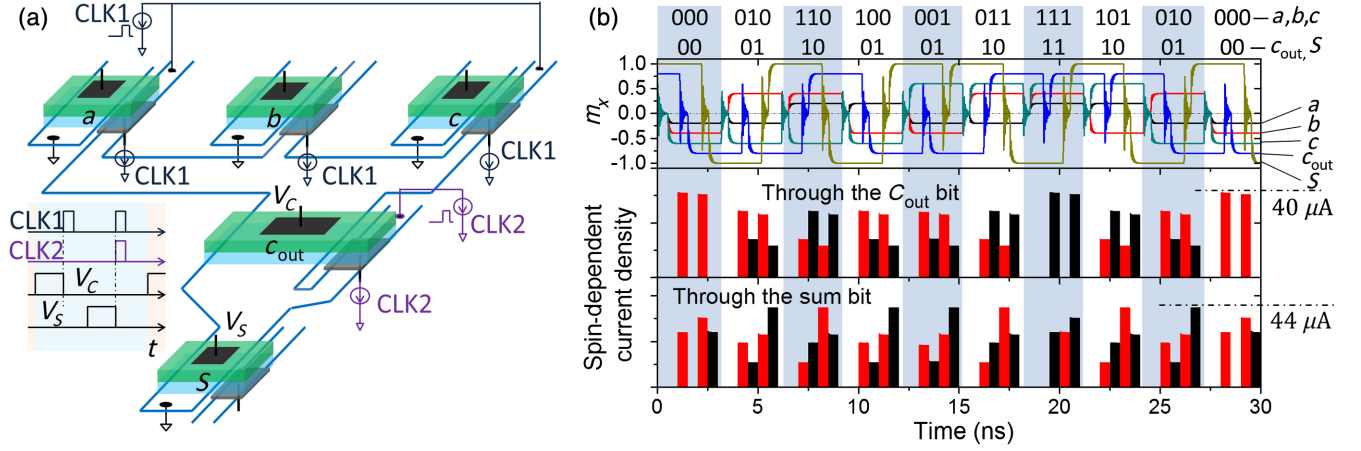 (a)
CLK1
a
b
c
CLK1
CLK1
CLK1
V_C
c_out
CLK2
CLK2
CLK1
CLK2
V_C
V_S
t
V_S
S
(b)
000 010 110 100 001 011 111 101 010 000 — a,b,c
00 01 10 01 01 10 11 10 01 00 — c_out, S
1.0
0.5
0.0
-0.5
-1.0
m_x
a
b
c
c_out
S
Through the C_out bit
40 μA
Through the sum bit
44 μA
Spin-dependent
current density
0 5 10 15 20 25 30
Time (ns)